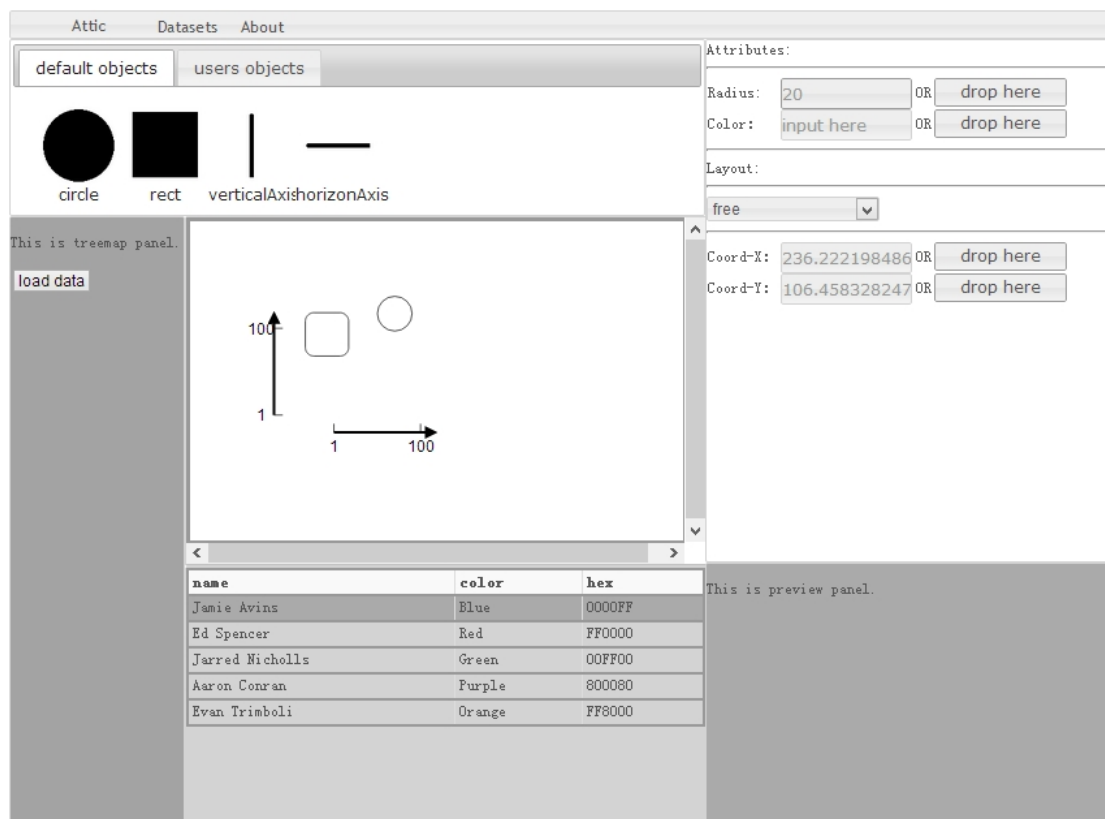 Attic Datasets About
default objects users objects
circle rect verticalAxis horizonAxis
Attributes:
Radius: 20 OR drop here
Color: input here OR drop here
Layout:
free
Coord-X: 236.222198486 OR drop here
Coord-Y: 106.458328247 OR drop here
This is treemap panel.
load data
100
1
1 100
name color hex
Jamie Avins Blue 0000FF
Ed Spencer Red FF0000
Jarred Nicholls Green 00FF00
Aaron Conran Purple 800080
Evan Trimboli Orange FF8000
This is preview panel.